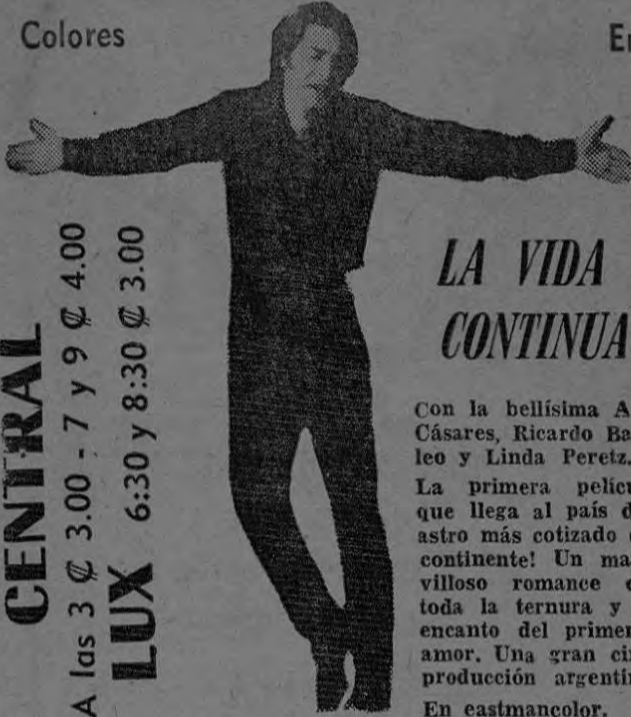 Colores
CENTRAL
A las 3 ₡ 3.00 - 7 y 9 ₡ 4.00
LUX 6:30 y 8:30 ₡ 3.00
LA VIDA
CONTINUA
Con la bellísima A
Cásares, Ricardo Ba
leo y Linda Peretz.
La primera pelícu
que llega al país d
astro más cotizado
continente! Un ma
villoso romance
toda la ternura y
encanto del primer
amor. Una gran ci
producción argenti
En eastmancolor.